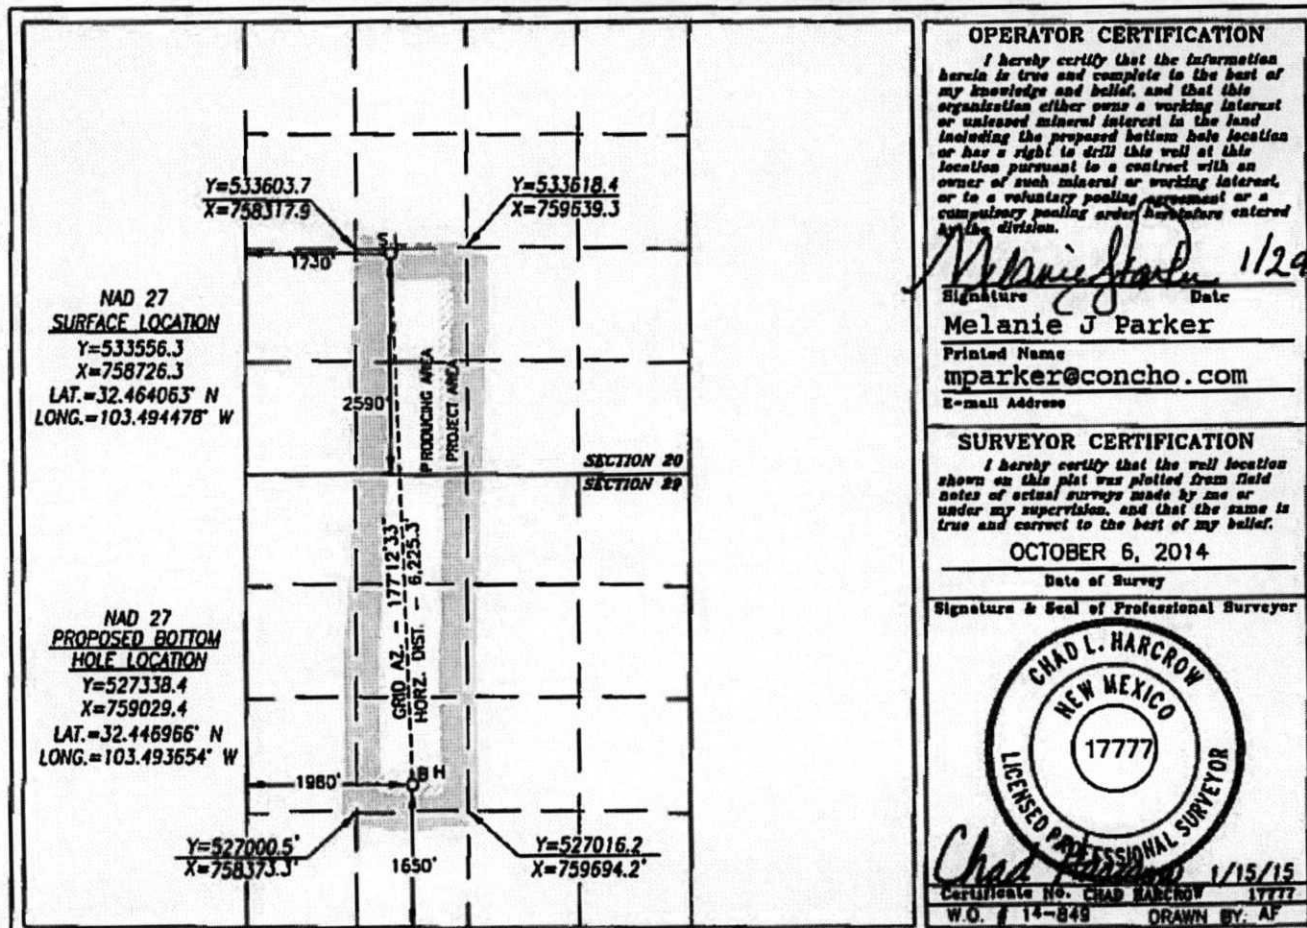 Y=533603.7
X=758317.9
Y=533618.4
X=759639.3
1730'
NAD 27
SURFACE LOCATION
Y=533556.3
X=758726.3
LAT.=32.464063° N
LONG.=103.494478° W
2590'
PRODUCING AREA
PROJECT AREA
SECTION 20
SECTION 29
GRID AZ. - 177°12'33"
HORZ. DIST. - 6,225.3'
NAD 27
PROPOSED BOTTOM
HOLE LOCATION
Y=527338.4
X=759029.4
LAT.=32.446966° N
LONG.=103.493654° W
1980'
BH
Y=527000.5'
X=758373.3'
1650'
Y=527016.2
X=759694.2'
OPERATOR CERTIFICATION
I hereby certify that the information
herein is true and complete to the best of
my knowledge and belief, and that this
organization either owns a working interest
or unleased mineral interest in the land
including the proposed bottom hole location
or has a right to drill this well at this
location pursuant to a contract with an
owner of such mineral or working interest,
or to a voluntary pooling agreement or a
compulsory pooling order heretofore entered
by the division.
Melanie J Parker 1/29
Signature Date
Melanie J Parker
Printed Name
mparker@concho.com
E-mail Address
SURVEYOR CERTIFICATION
I hereby certify that the well location
shown on this plat was plotted from field
notes of actual surveys made by me or
under my supervision, and that the same is
true and correct to the best of my belief.
OCTOBER 6, 2014
Date of Survey
Signature & Seal of Professional Surveyor
CHAD L. HARCROW
NEW MEXICO
17777
LICENSED PROFESSIONAL SURVEYOR
Chad Harcrow 1/15/15
Certificate No. CHAD HARCROW 17777
W.O. # 14-849 DRAWN BY: AF